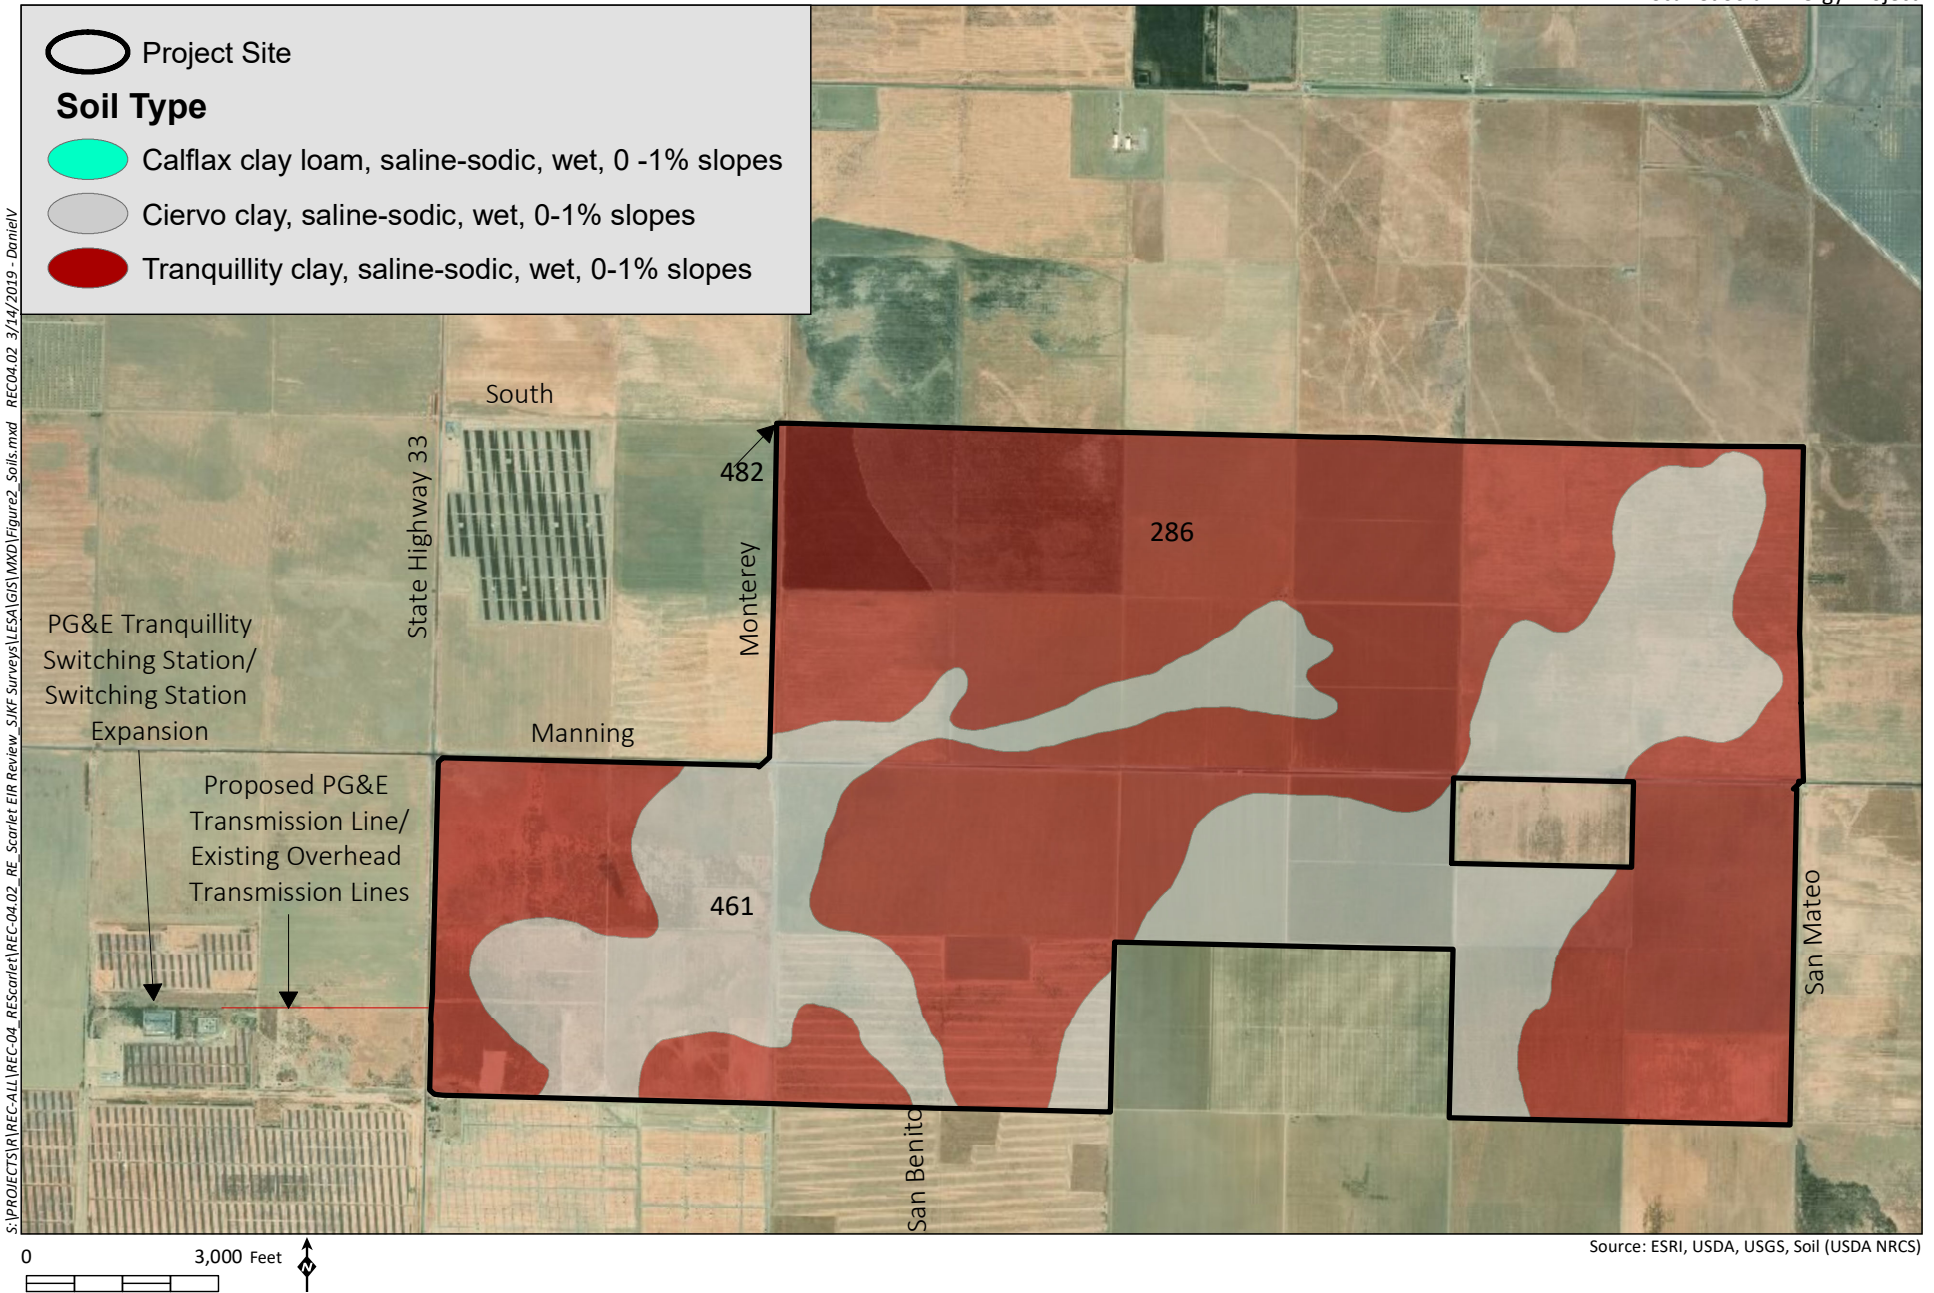 Project Site
Soil Type
Calflax clay loam, saline-sodic, wet, 0 -1% slopes
Ciervo clay, saline-sodic, wet, 0-1% slopes
Tranquillity clay, saline-sodic, wet, 0-1% slopes
S:\PROJECTS\R\REC-ALL\REC-04_REScarlet\REC-04.02_RE_Scarlet EIR Review_SJKF Surveys\LESA\GIS\MXD\Figure2_Soils.mxd REC04.02 3/14/2019 - DanielV
South
State Highway 33
482
Monterey
286
PG&E Tranquillity
Switching Station/
Switching Station
Expansion
Manning
Proposed PG&E
Transmission Line/
Existing Overhead
Transmission Lines
461
San Mateo
San Benito
0 3,000 Feet
N
Source: ESRI, USDA, USGS, Soil (USDA NRCS)